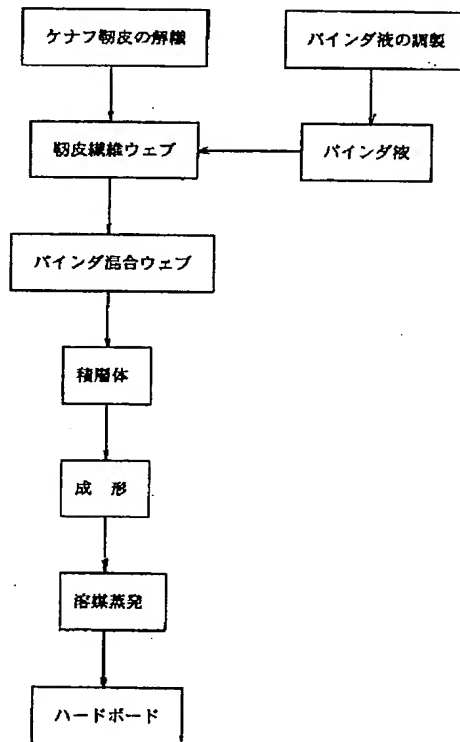 ケナフ靭皮の解繊
バインダ液の調製
靭皮繊維ウェブ
バインダ液
バインダ混合ウェブ
積層体
成 形
溶媒蒸発
ハードボード